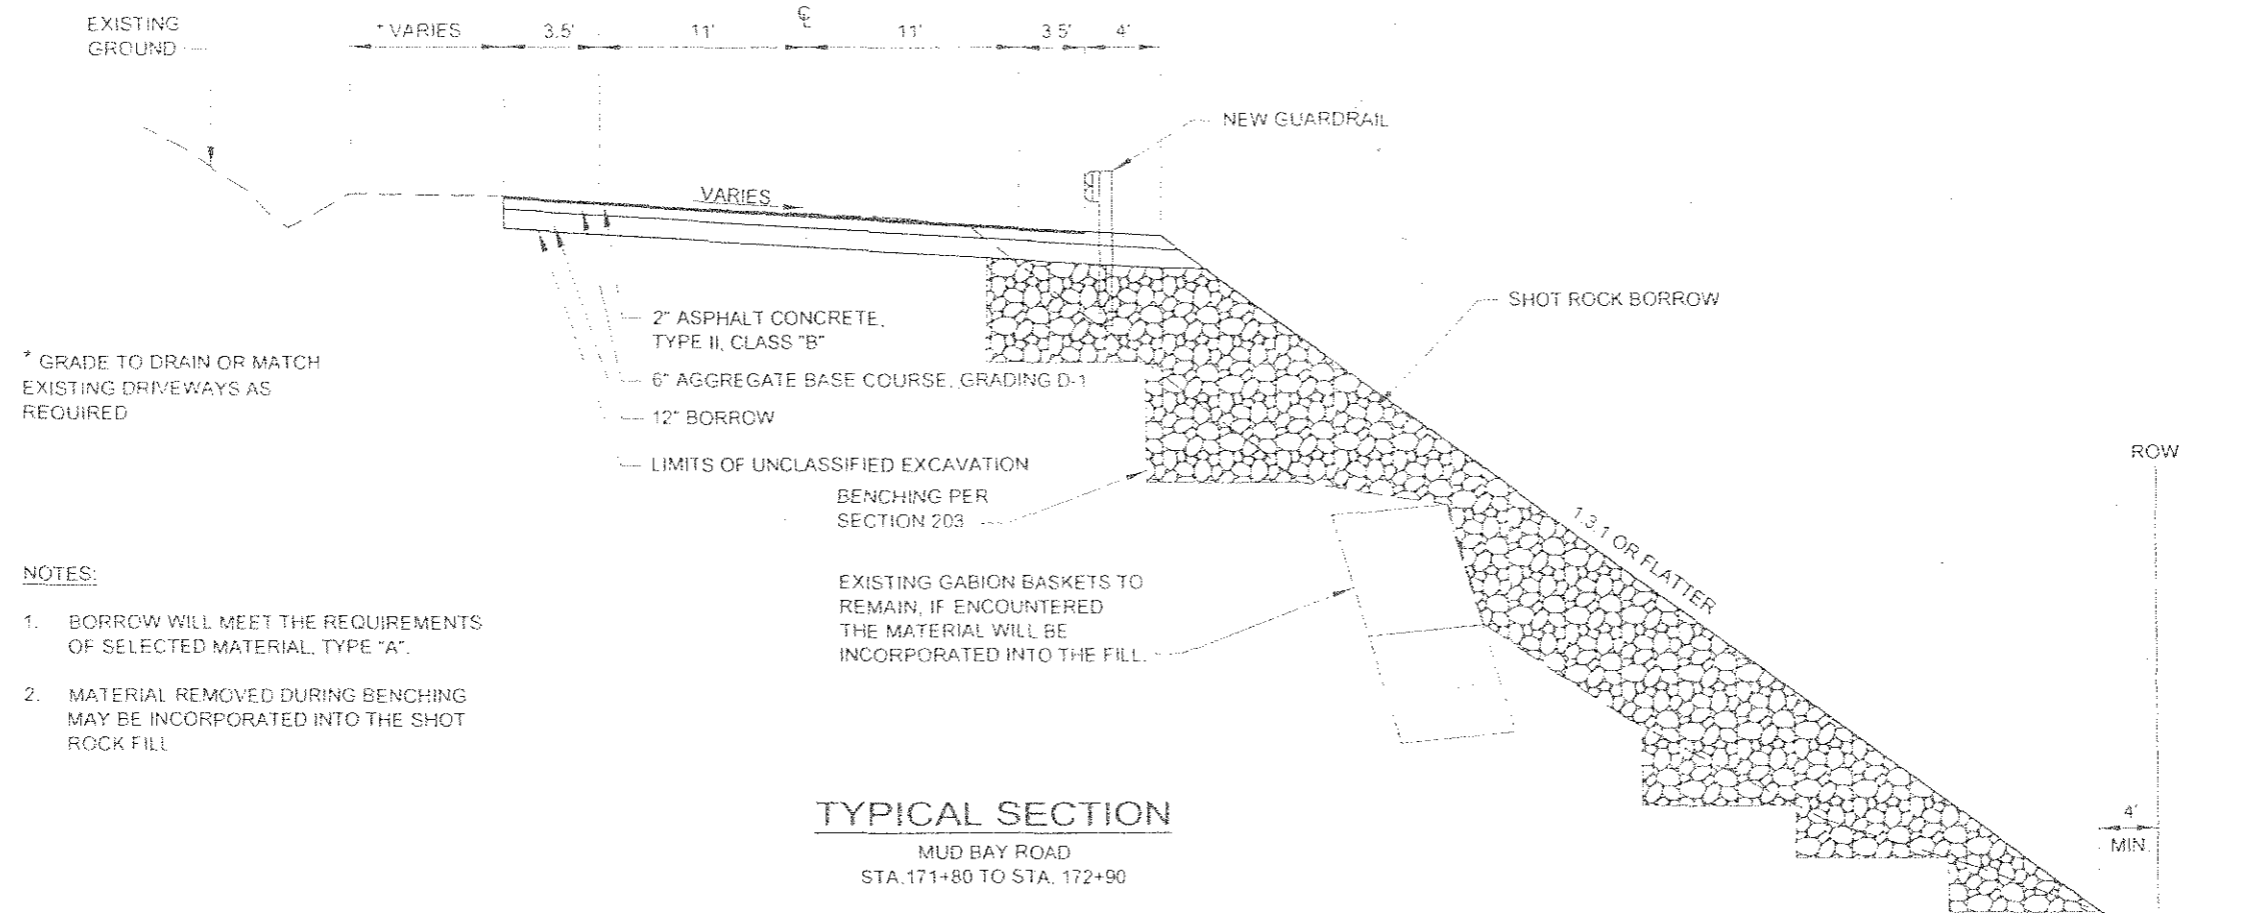 EXISTING
GROUND
* VARIES
3.5'
11'
℄
11'
3.5'
4'
NEW GUARDRAIL
VARIES
SHOT ROCK BORROW
2" ASPHALT CONCRETE,
TYPE II, CLASS "B"
6" AGGREGATE BASE COURSE, GRADING D-1
12" BORROW
LIMITS OF UNCLASSIFIED EXCAVATION
* GRADE TO DRAIN OR MATCH
EXISTING DRIVEWAYS AS
REQUIRED
BENCHING PER
SECTION 203
ROW
1.3:1 OR FLATTER
EXISTING GABION BASKETS TO
REMAIN, IF ENCOUNTERED
THE MATERIAL WILL BE
INCORPORATED INTO THE FILL.
NOTES:
1. BORROW WILL MEET THE REQUIREMENTS
OF SELECTED MATERIAL, TYPE "A".
2. MATERIAL REMOVED DURING BENCHING
MAY BE INCORPORATED INTO THE SHOT
ROCK FILL
4'
MIN.
TYPICAL SECTION
MUD BAY ROAD
STA.171+80 TO STA. 172+90